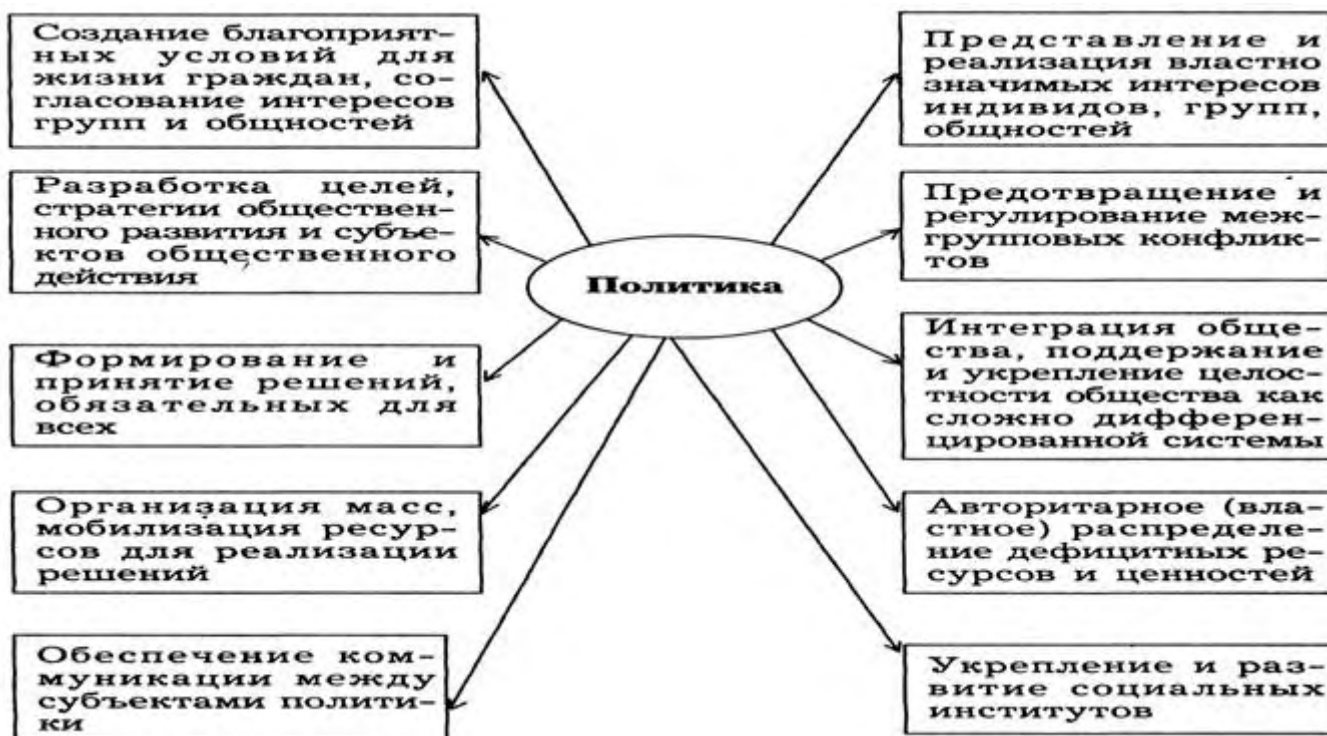 Создание благоприят-
ных условий для
жизни граждан, со-
гласование интересов
групп и общностей
Разработка целей,
стратегии обществен-
ного развития и субъе-
ктов общественного
действия
Формирование и
принятие решений,
обязательных для
всех
Организация масс,
мобилизация ресур-
сов для реализации
решений
Обеспечение ком-
муникации между
субъектами полити-
ки
Политика
Представление и
реализация властно
значимых интересов
индивидов, групп,
общностей
Предотвращение и
регулирование меж-
групповых конфлик-
тов
Интеграция обще-
ства, поддержание
и укрепление целос-
тности общества как
сложно дифферен-
цированной системы
Авторитарное (вла-
стное) распределе-
ние дефицитных ре-
сурсов и ценностей
Укрепление и раз-
витие социальных
институтов